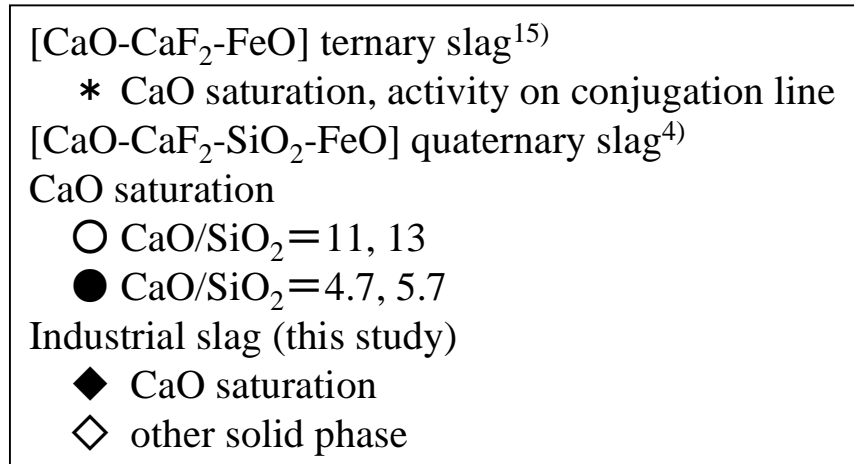 [CaO-CaF₂-FeO] ternary slag¹⁵⁾
* CaO saturation, activity on conjugation line
[CaO-CaF₂-SiO₂-FeO] quaternary slag⁴⁾
CaO saturation
○ CaO/SiO₂=11, 13
● CaO/SiO₂=4.7, 5.7
Industrial slag (this study)
◆ CaO saturation
◇ other solid phase